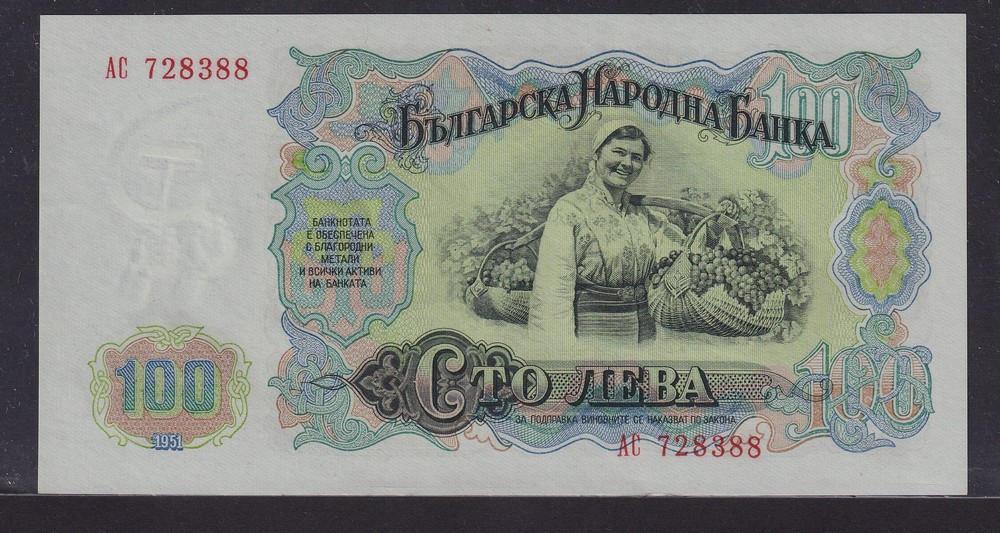 АС 728388
БЪЛГАРСКА НАРОДНА БАНКА
100
БАНКНОТАТА
Е ОБЕСПЕЧЕНА
С БЛАГОРОДНИ
МЕТАЛИ
И ВСИЧКИ АКТИВИ
НА БАНКАТА
100
1951
СТО ЛЕВА
100
ЗА ПОДПРАВКА ВИНОВНИТЕ СЕ НАКАЗВАТ ПО ЗАКОНА
АС 728388